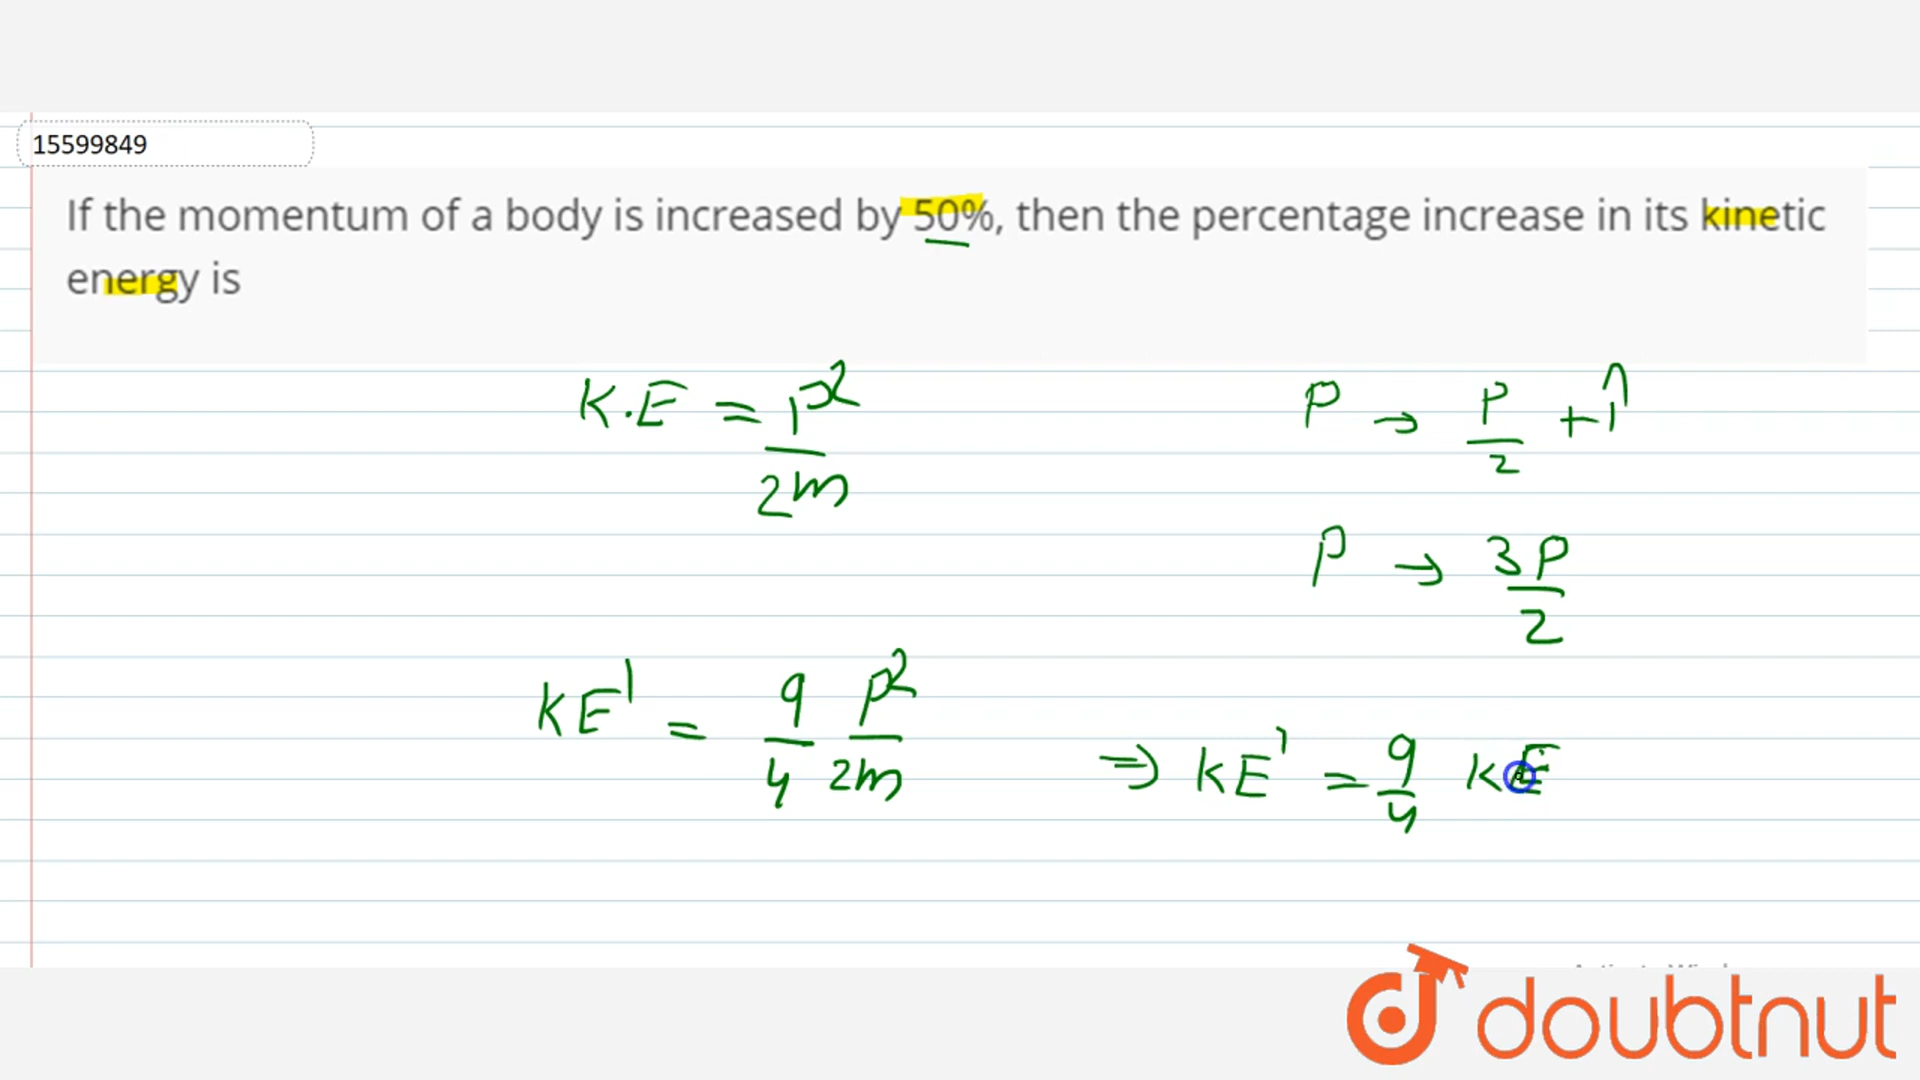 15599849
If the momentum of a body is increased by 50%, then the percentage increase in its kinetic
energy is
K.E = p²/2m
P → P/2 + P
P → 3P/2
KE' = 9/4 p²/2m ⇒ KE' = 9/4 KE
doubtnut